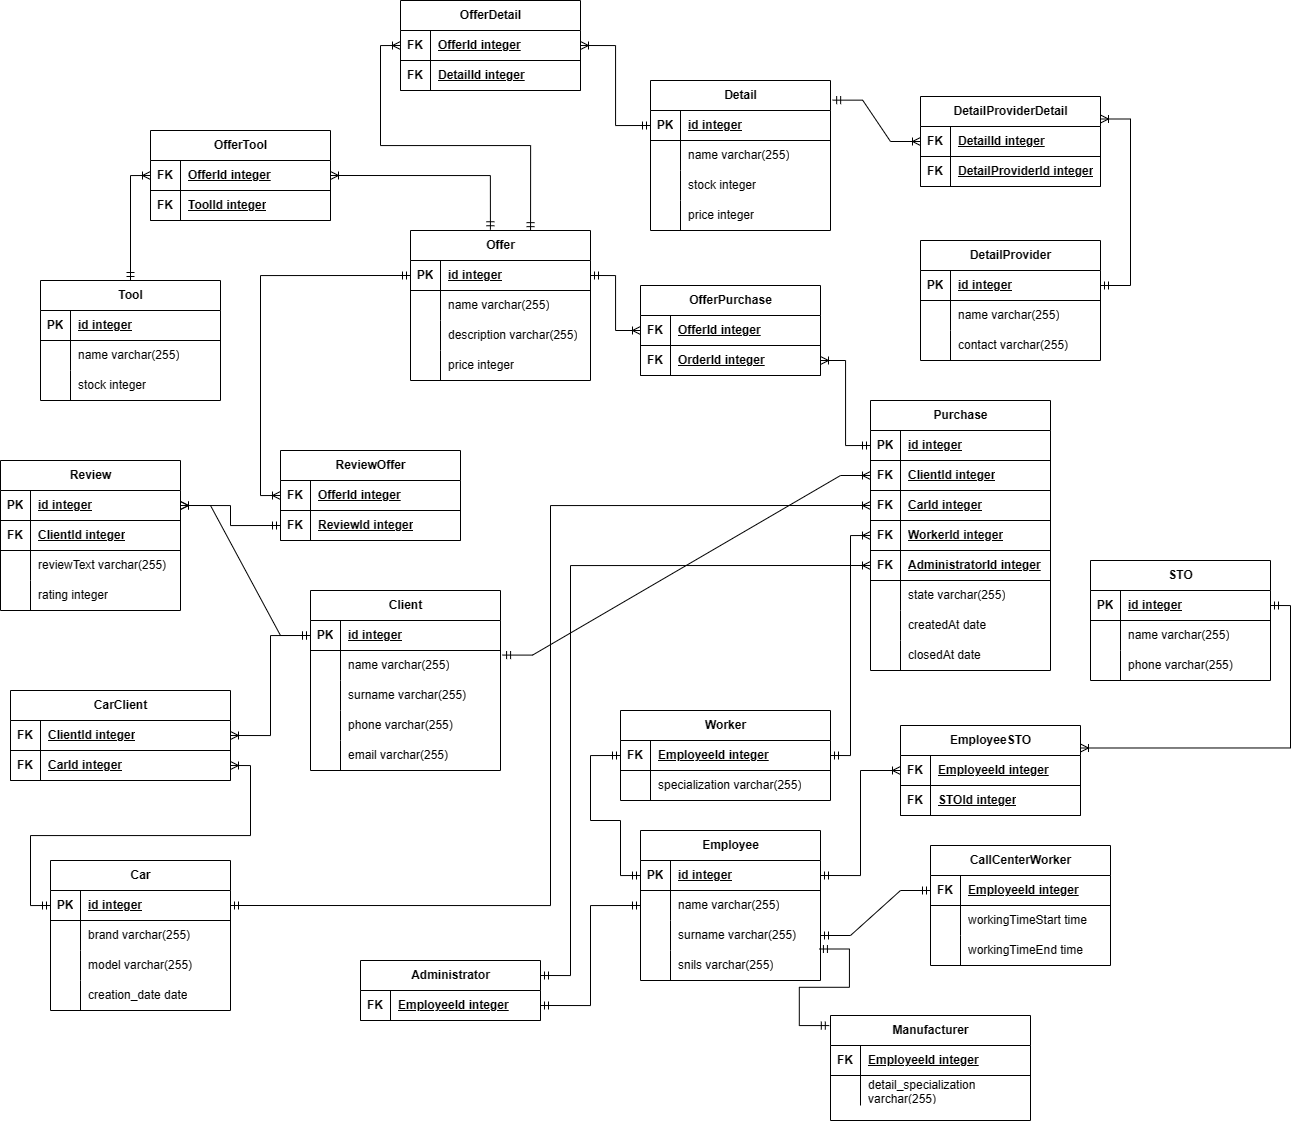 OfferDetail
FK OfferId integer
FK DetailId integer
Detail
PK id integer
name varchar(255)
stock integer
price integer
DetailProviderDetail
FK DetailId integer
FK DetailProviderId integer
OfferTool
FK OfferId integer
FK ToolId integer
Offer
PK id integer
name varchar(255)
description varchar(255)
price integer
DetailProvider
PK id integer
name varchar(255)
contact varchar(255)
Tool
PK id integer
name varchar(255)
stock integer
OfferPurchase
FK OfferId integer
FK OrderId integer
Purchase
PK id integer
FK ClientId integer
FK CarId integer
FK WorkerId integer
FK AdministratorId integer
state varchar(255)
createdAt date
closedAt date
Review
PK id integer
FK ClientId integer
reviewText varchar(255)
rating integer
ReviewOffer
FK OfferId integer
FK ReviewId integer
Client
PK id integer
name varchar(255)
surname varchar(255)
phone varchar(255)
email varchar(255)
STO
PK id integer
name varchar(255)
phone varchar(255)
CarClient
FK ClientId integer
FK CarId integer
Worker
FK EmployeeId integer
specialization varchar(255)
EmployeeSTO
FK EmployeeId integer
FK STOId integer
Employee
PK id integer
name varchar(255)
surname varchar(255)
snils varchar(255)
CallCenterWorker
FK EmployeeId integer
workingTimeStart time
workingTimeEnd time
Car
PK id integer
brand varchar(255)
model varchar(255)
creation_date date
Administrator
FK EmployeeId integer
Manufacturer
FK EmployeeId integer
detail_specialization
varchar(255)